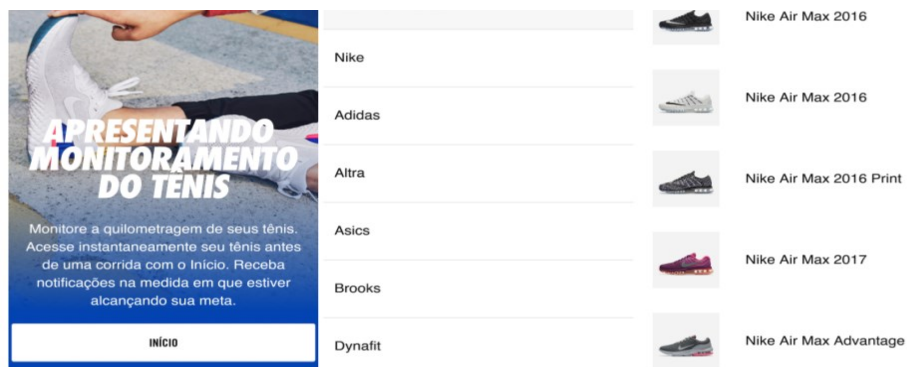 APRESENTANDO
MONITORAMENTO
DO TÊNIS
Monitore a quilometragem de seus tênis.
Acesse instantaneamente seu tênis antes
de uma corrida com o Início. Receba
notificações na medida em que estiver
alcançando sua meta.
INÍCIO
Nike
Adidas
Altra
Asics
Brooks
Dynafit
Nike Air Max 2016
Nike Air Max 2016
Nike Air Max 2016 Print
Nike Air Max 2017
Nike Air Max Advantage